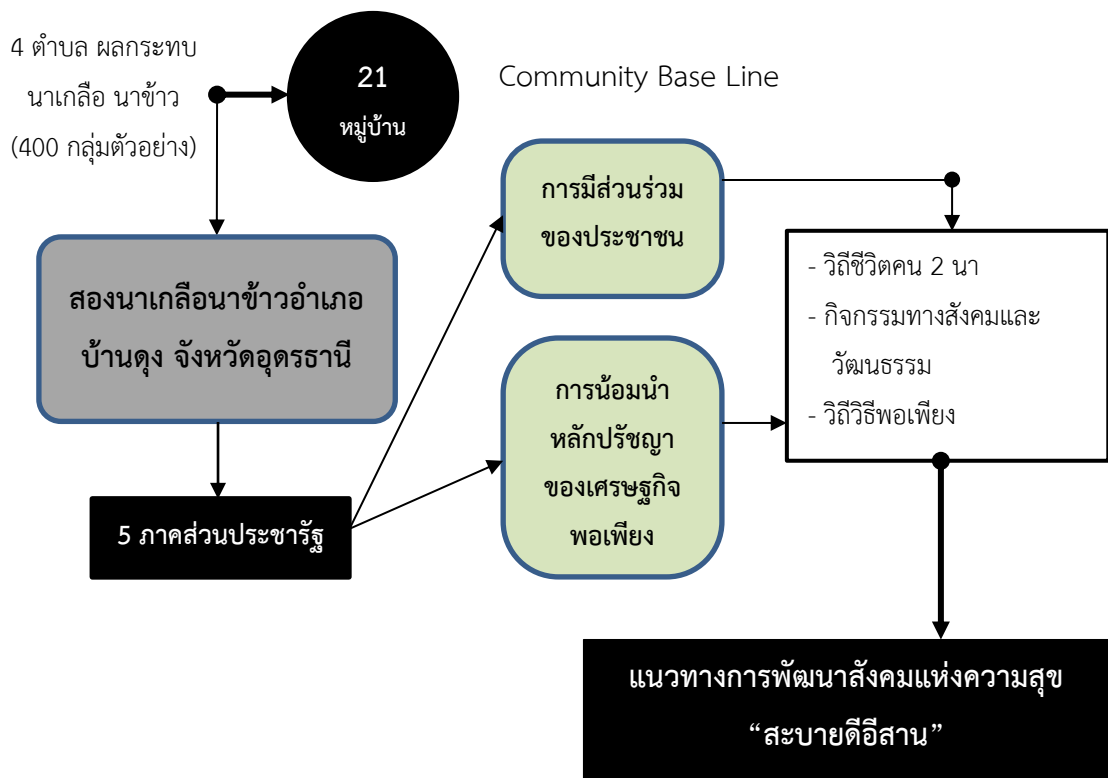 4 ตำบล ผลกระทบ
นาเกลือ นาข้าว
(400 กลุ่มตัวอย่าง)
21
หมู่บ้าน
Community Base Line
สองนาเกลือนาข้าวอำเภอ
บ้านดุง จังหวัดอุดรธานี
5 ภาคส่วนประชารัฐ
การมีส่วนร่วม
ของประชาชน
การน้อมนำ
หลักปรัชญา
ของเศรษฐกิจ
พอเพียง
- วิถีชีวิตคน 2 นา
- กิจกรรมทางสังคมและ
วัฒนธรรม
- วิถีวิธีพอเพียง
แนวทางการพัฒนาสังคมแห่งความสุข
“สะบายดีอีสาน”